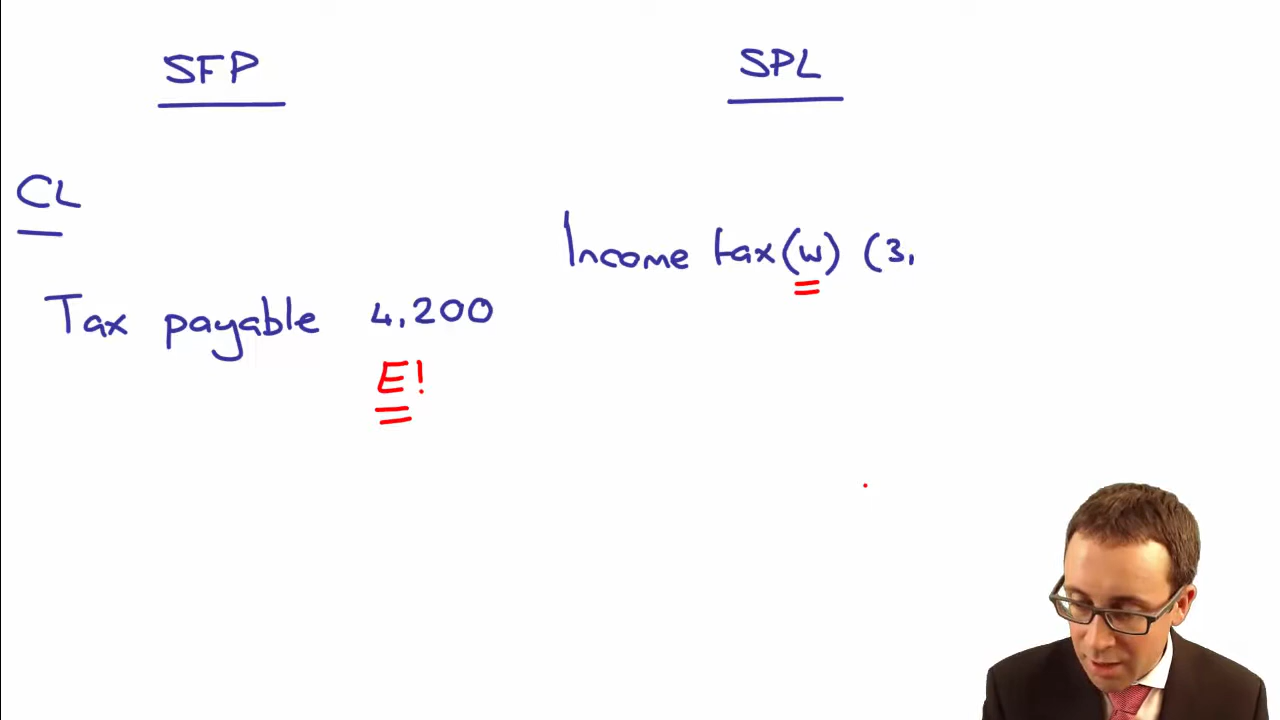 SFP
SPL
CL
Income tax (w) (3,
Tax payable 4,200
E!